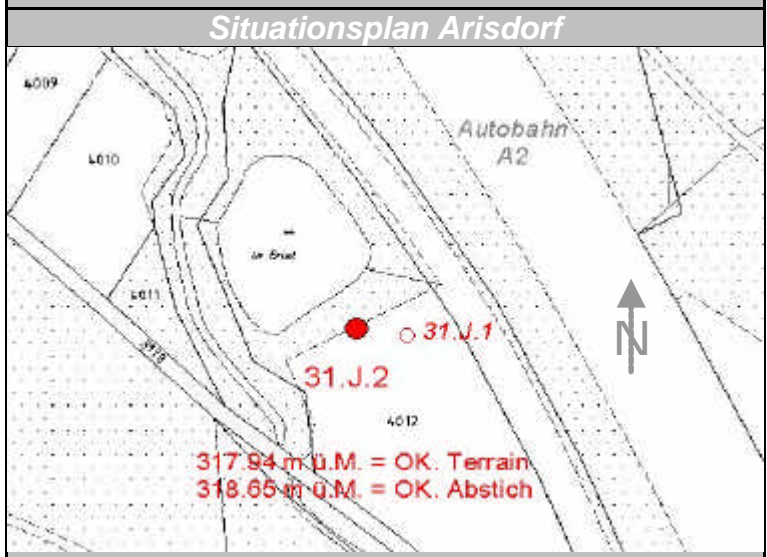 Situationsplan Arisdorf
4009
4010
Autobahn
A2
4011
31.J.1
N
31.J.2
4012
317.94 m ü.M. = OK. Terrain
318.65 m ü.M. = OK. Abstich